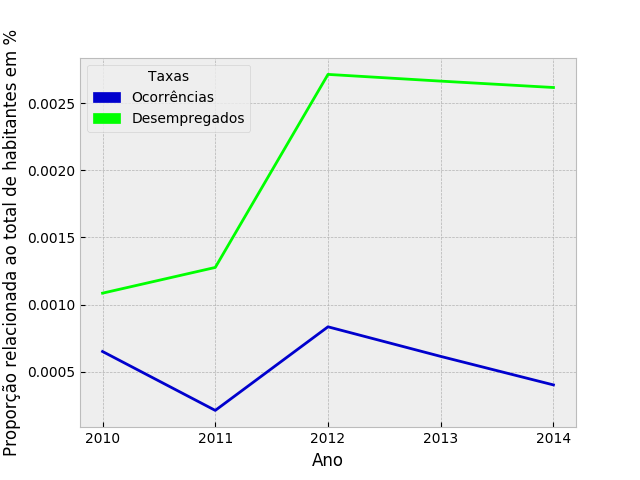 Proporção relacionada ao total de habitantes em %
Taxas
Ocorrências
Desempregados
0.0025
0.0020
0.0015
0.0010
0.0005
2010 2011 2012 2013 2014
Ano